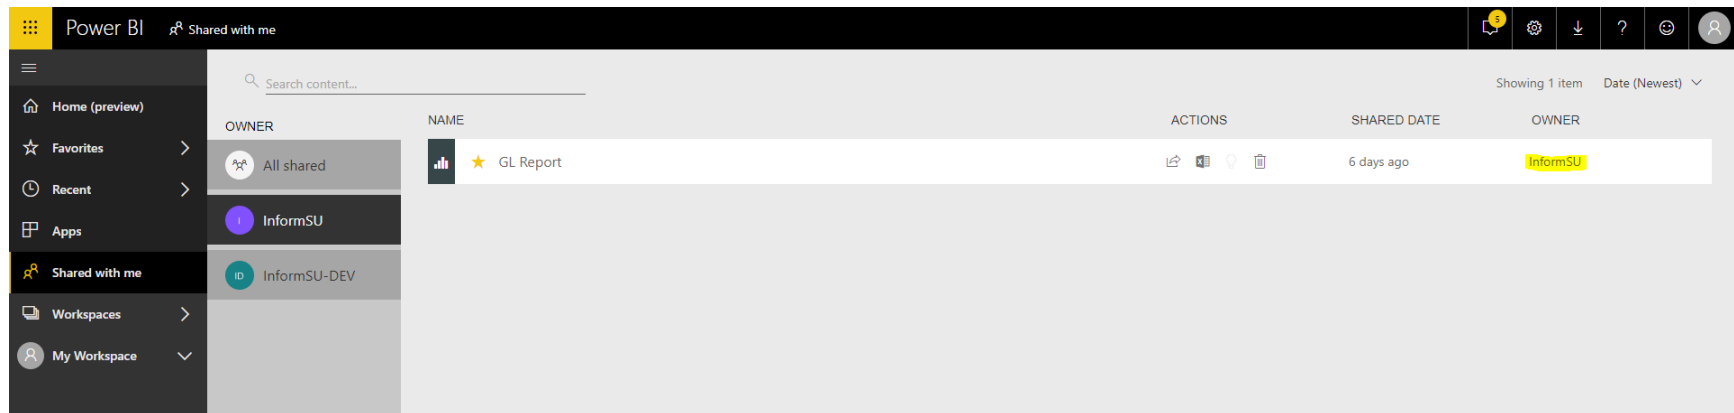 Power BI Shared with me 5
Search content... Showing 1 item Date (Newest)
Home (preview)
Favorites
Recent
Apps
Shared with me
Workspaces
My Workspace
OWNER
All shared
I InformSU
ID InformSU-DEV
NAME ACTIONS SHARED DATE OWNER
GL Report 6 days ago InformSU